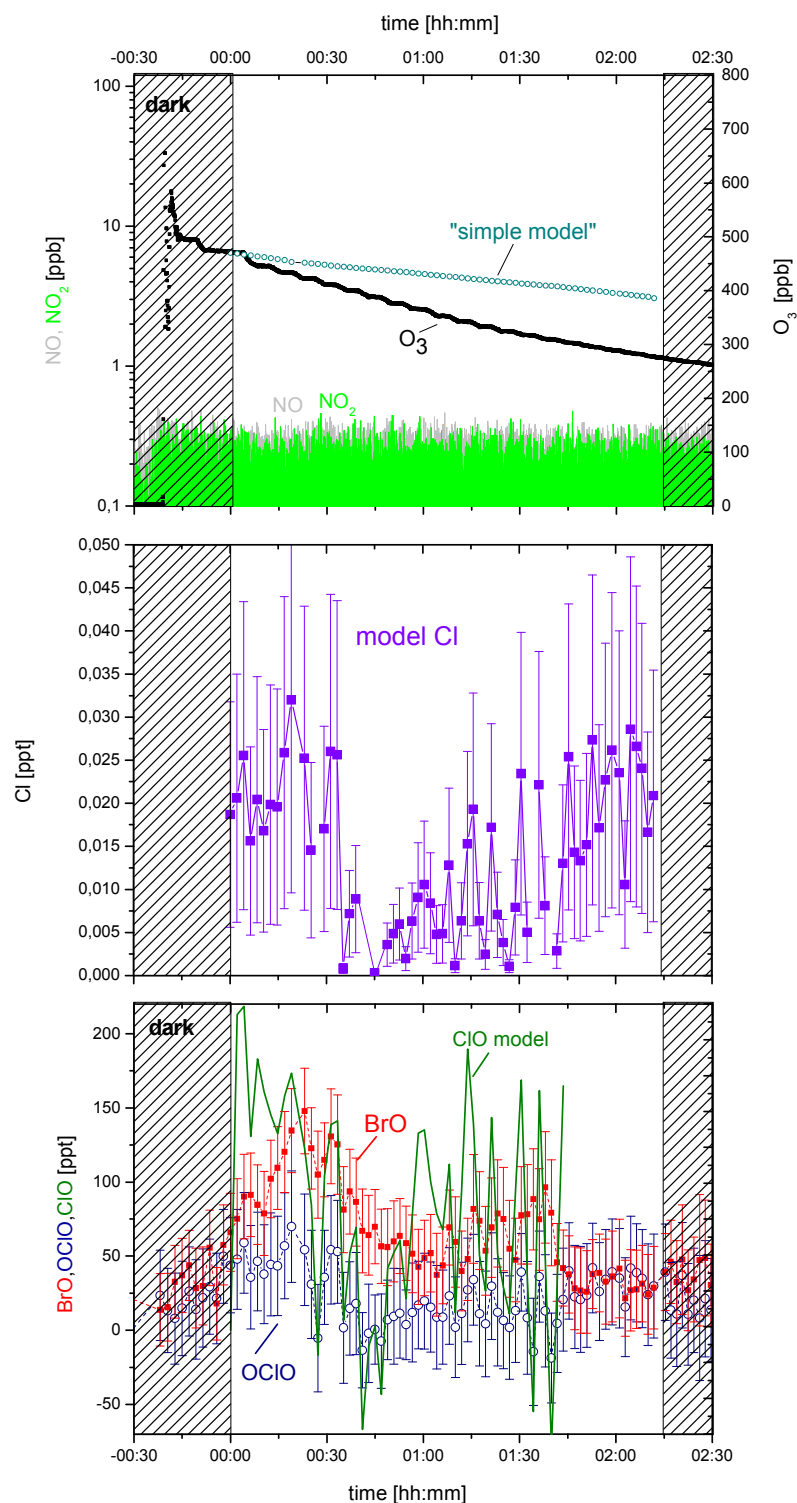 time [hh:mm]
-00:30 00:00 00:30 01:00 01:30 02:00 02:30
100
10
1
0,1
NO, NO2 [ppb]
dark
"simple model"
O3
NO NO2
800
700
600
500
400
300
200
100
0
O3 [ppb]
0,050
0,045
0,040
0,035
0,030
0,025
0,020
0,015
0,010
0,005
0,000
Cl [ppt]
model Cl
200
150
100
50
0
-50
BrO,OClO,ClO [ppt]
dark
ClO model
BrO
OClO
-00:30 00:00 00:30 01:00 01:30 02:00 02:30
time [hh:mm]